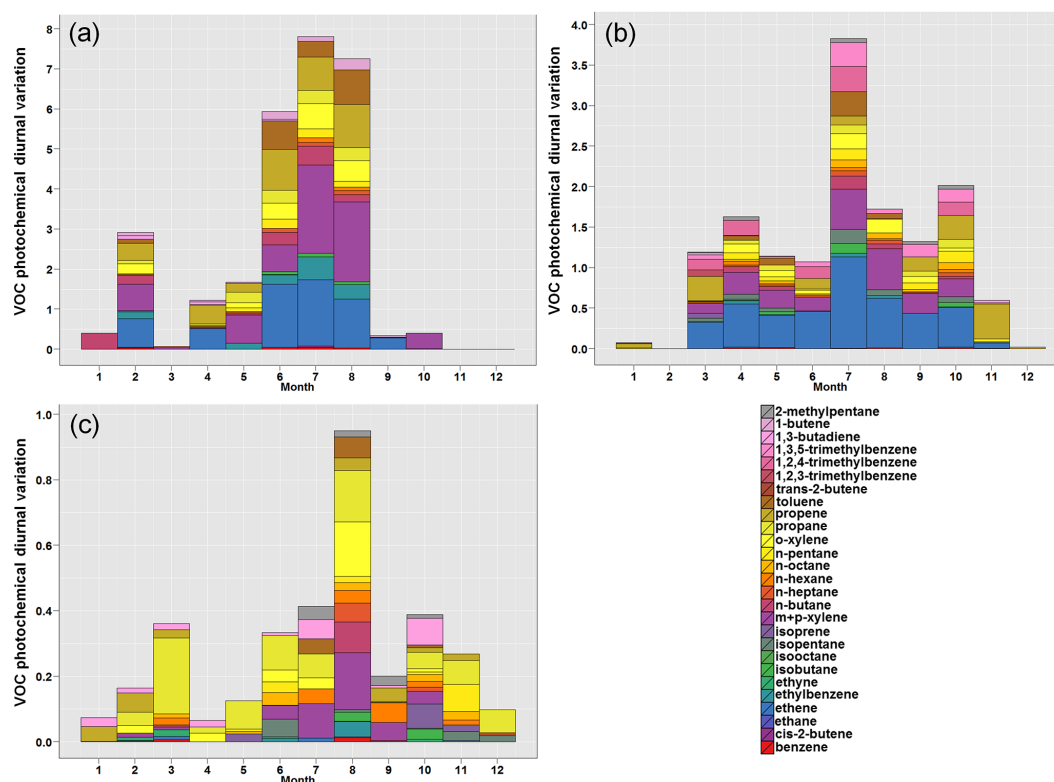 (a)
VOC photochemical diurnal variation
8
7
6
5
4
3
2
1
0
1 2 3 4 5 6 7 8 9 10 11 12
Month
(b)
VOC photochemical diurnal variation
4.0
3.5
3.0
2.5
2.0
1.5
1.0
0.5
0.0
1 2 3 4 5 6 7 8 9 10 11 12
Month
(c)
VOC photochemical diurnal variation
1.0
0.8
0.6
0.4
0.2
0.0
1 2 3 4 5 6 7 8 9 10 11 12
Month
2-methylpentane
1-butene
1,3-butadiene
1,3,5-trimethylbenzene
1,2,4-trimethylbenzene
1,2,3-trimethylbenzene
trans-2-butene
toluene
propene
propane
o-xylene
n-pentane
n-octane
n-hexane
n-heptane
n-butane
m+p-xylene
isoprene
isopentane
isooctane
isobutane
ethyne
ethylbenzene
ethene
ethane
cis-2-butene
benzene